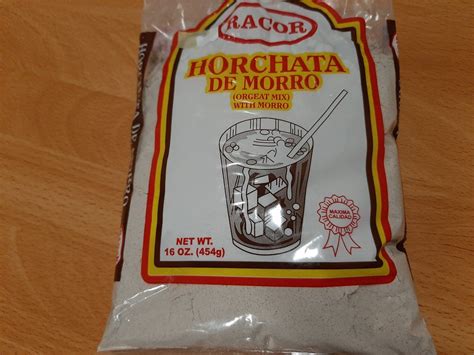 RACOR
HORCHATA
DE MORRO
(ORGEAT MIX)
WITH MORRO
MAXIMA
CALIDAD
NET WT.
16 OZ. (454g)